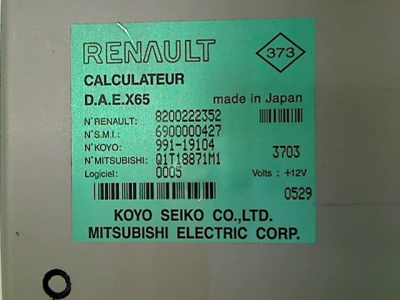 RENAULT 373
CALCULATEUR
D.A.E.X65 made in Japan
N°RENAULT: 8200222352
N°S.M.I.: 6900000427
N°KOYO: 991-19104 3703
N°MITSUBISHI: Q1T18871M1
Logiciel: 0005 Volts : +12V
0529
KOYO SEIKO CO.,LTD.
MITSUBISHI ELECTRIC CORP.